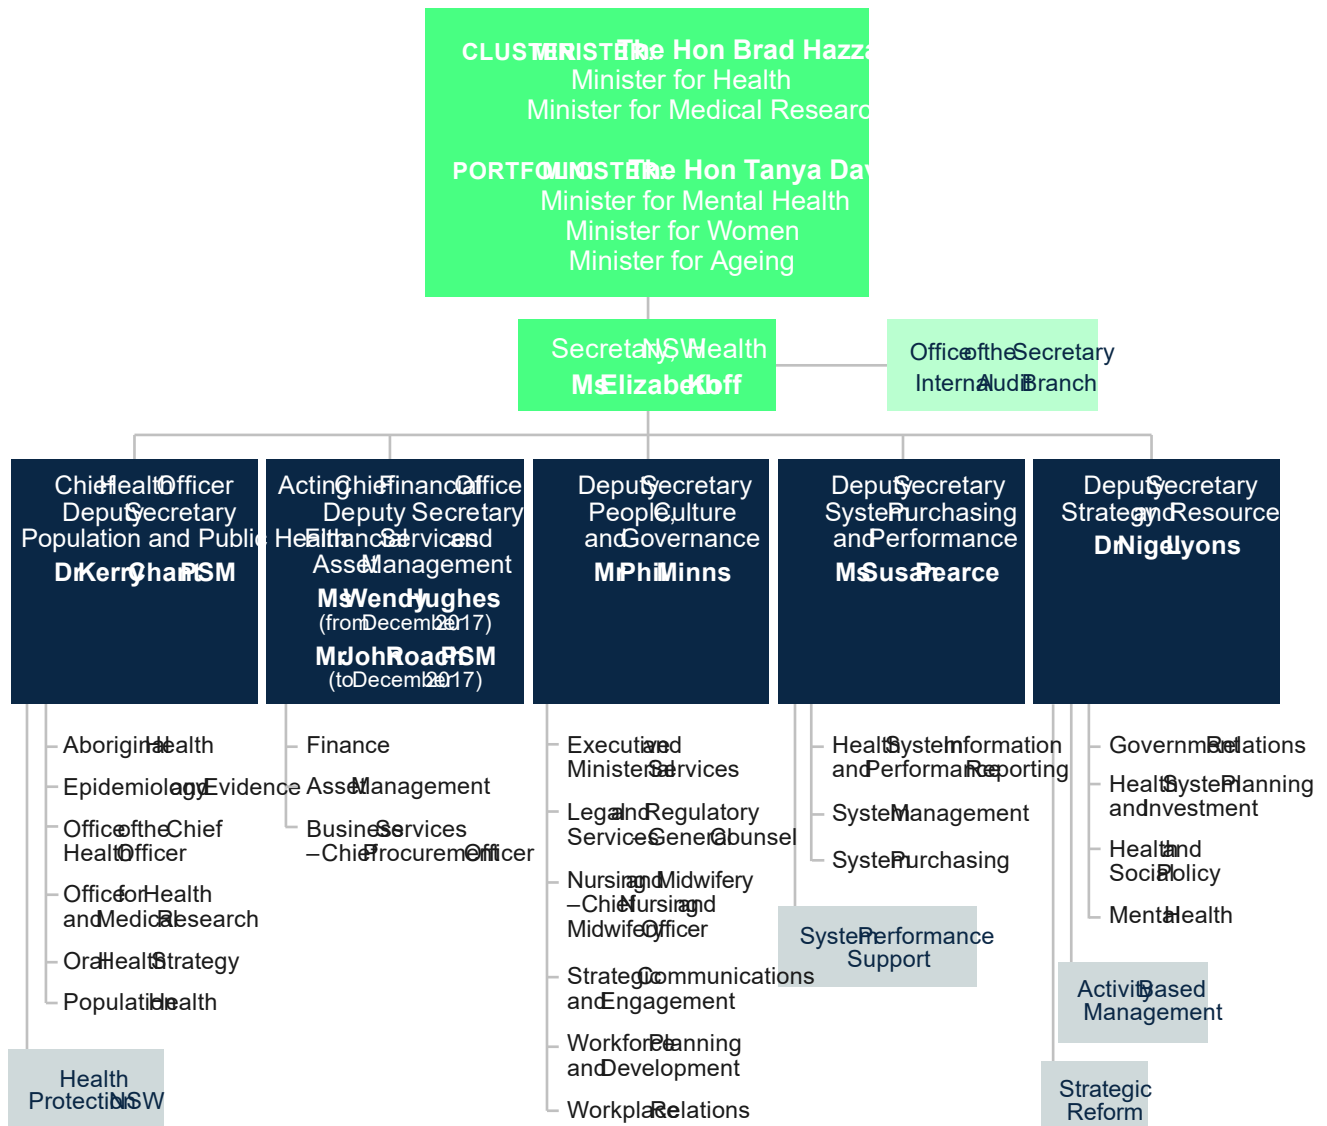 CLUSTER MINISTER: The Hon Brad Hazza
Minister for Health
Minister for Medical Researc
PORTFOLIO MINISTER: The Hon Tanya Dav
Minister for Mental Health
Minister for Women
Minister for Ageing
Secretary, NSW Health
Ms Elizabeth Koff
Office of the Secretary
Internal Audit Branch
Chief Health Officer
Deputy Secretary
Population and Public Health
Dr Kerry Chant PSM
Acting Chief Financial Office
Deputy Secretary
Financial Services and
Asset Management
Ms Wendy Hughes
(from December 2017)
Mr John Roach PSM
(to December 2017)
Deputy Secretary
People, Culture
and Governance
Mr Phil Minns
Deputy Secretary
System Purchasing
and Performance
Ms Susan Pearce
Deputy Secretary
Strategy and Resource
Dr Nigel Lyons
Aboriginal Health
Epidemiology and Evidence
Office of the Chief
Health Officer
Office for Health
and Medical Research
Oral Health Strategy
Population Health
Health
Protection NSW
Finance
Asset Management
Business Services
– Chief Procurement Officer
Executive and
Ministerial Services
Legal and Regulatory
Services – General Counsel
Nursing and Midwifery
– Chief Nursing and
Midwifery Officer
Strategic Communications
and Engagement
Workforce Planning
and Development
Workplace Relations
Health System Information
and Performance Reporting
System Management
System Purchasing
System Performance
Support
Government Relations
Health System Planning
and Investment
Health and
Social Policy
Mental Health
Activity Based
Management
Strategic
Reform